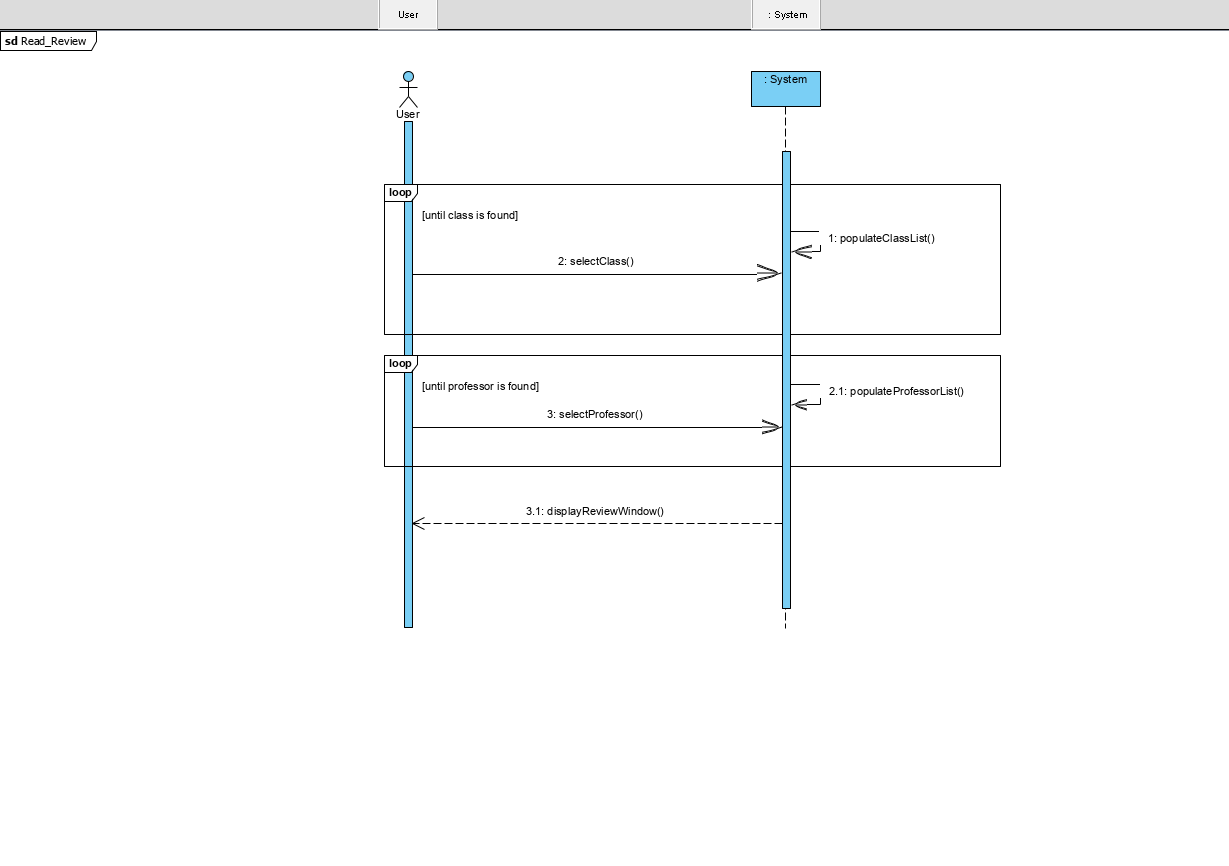 User
: System
sd Read_Review
: System
User
loop
[until class is found]
1: populateClassList()
2: selectClass()
loop
[until professor is found]
2.1: populateProfessorList()
3: selectProfessor()
3.1: displayReviewWindow()